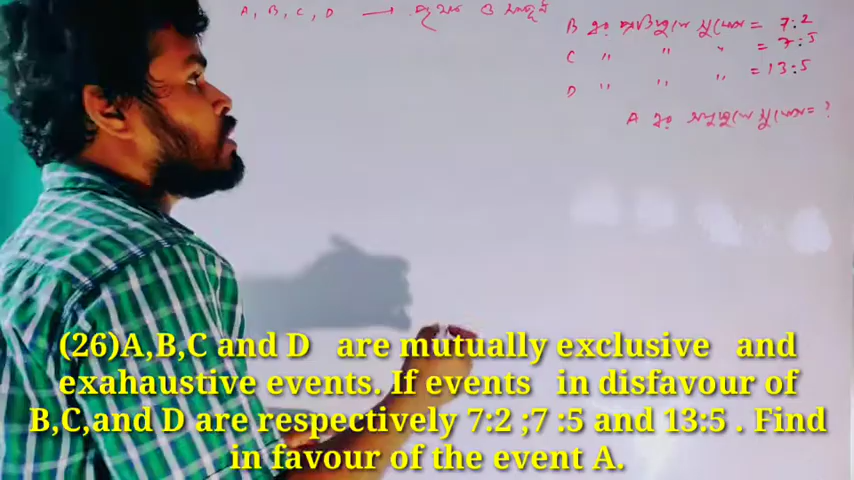 A, B, C, D → ও
B = 7:2
C " " " = 7:5
D " " " = 13:5
A = ?
(26)A,B,C and D are mutually exclusive and
exahaustive events. If events in disfavour of
B,C,and D are respectively 7:2 ;7 :5 and 13:5 . Find
in favour of the event A.